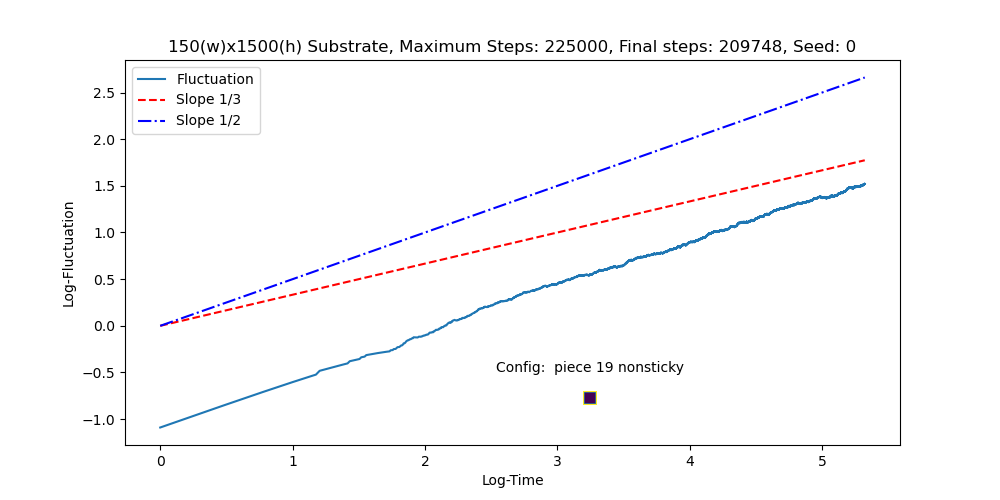 150(w)x1500(h) Substrate, Maximum Steps: 225000, Final steps: 209748, Seed: 0
Fluctuation
Slope 1/3
Slope 1/2
2.5
2.0
1.5
1.0
0.5
0.0
−0.5
−1.0
Log-Fluctuation
Config:  piece 19 nonsticky
0 1 2 3 4 5
Log-Time